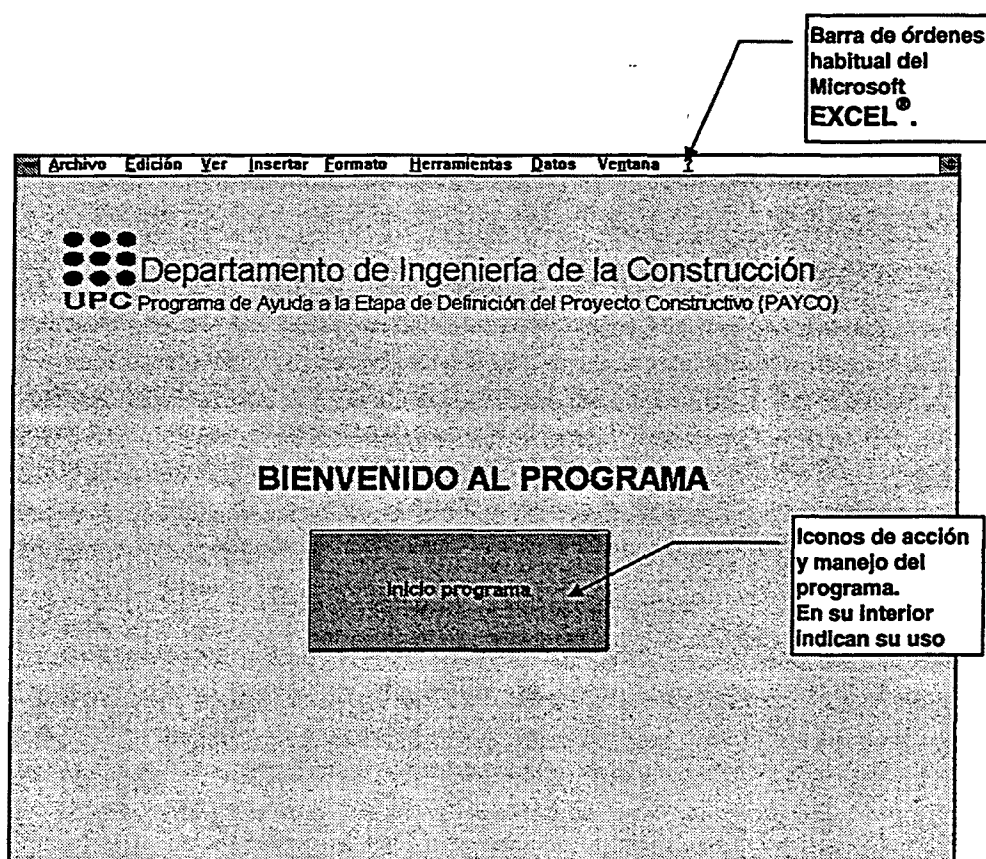 Barra de órdenes
habitual del
Microsoft
EXCEL®.
Archivo Edición Ver Insertar Formato Herramientas Datos Ventana ?
Departamento de Ingeniería de la Construcción
UPC Programa de Ayuda a la Etapa de Definición del Proyecto Constructivo (PAYCO)
BIENVENIDO AL PROGRAMA
Inicio programa
Iconos de acción
y manejo del
programa.
En su interior
indican su uso